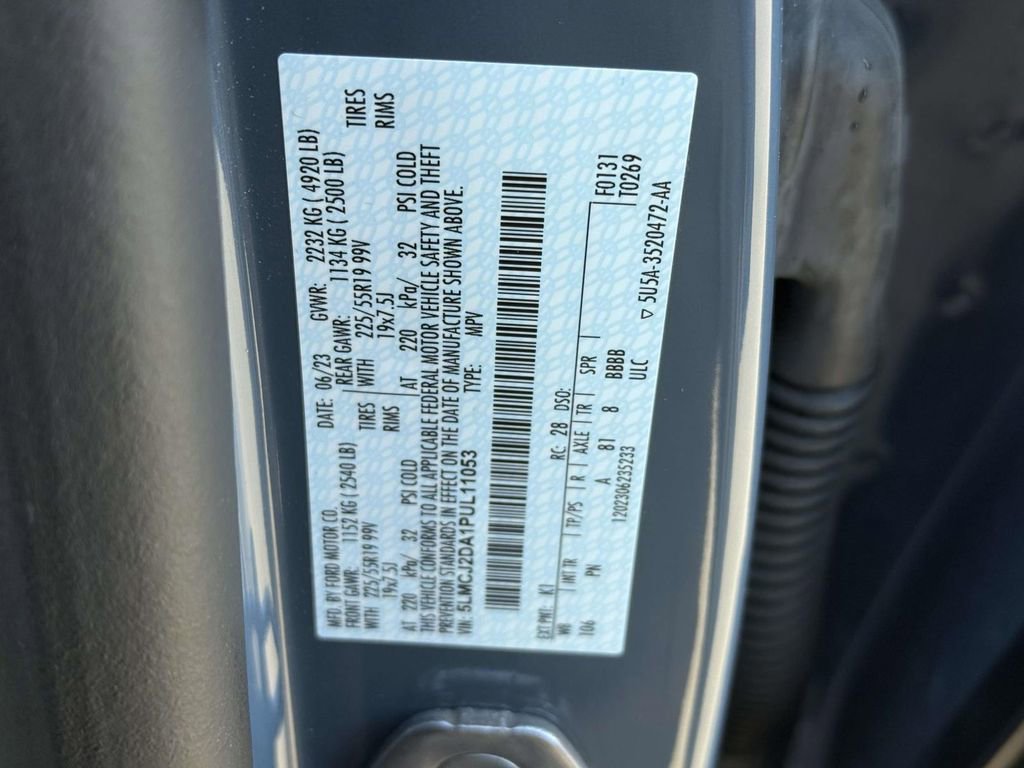 MFD. BY FORD MOTOR CO. DATE: 06/23 GVWR: 2232 KG ( 4920 LB)
FRONT GAWR: 1152 KG ( 2540 LB) REAR GAWR: 1134 KG ( 2500 LB)
WITH 225/55R19 99V TIRES WITH 225/55R19 99V TIRES
19x7.5J RIMS 19x7.5J RIMS
AT 220 kPa/ 32 PSI COLD AT 220 kPa/ 32 PSI COLD
THIS VEHICLE CONFORMS TO ALL APPLICABLE FEDERAL MOTOR VEHICLE SAFETY AND THEFT
PREVENTION STANDARDS IN EFFECT ON THE DATE OF MANUFACTURE SHOWN ABOVE.
VIN: 5LMCJ2DA1PUL11053 TYPE: MPV
EXT PNT: K1 RC: 28 DSO: F0131
WB INT TR TP/PS R AXLE TR SPR T0269
106 PN A 81 8 BBBB
1202306235233 ULC
▽ 5U5A-3520472-AA